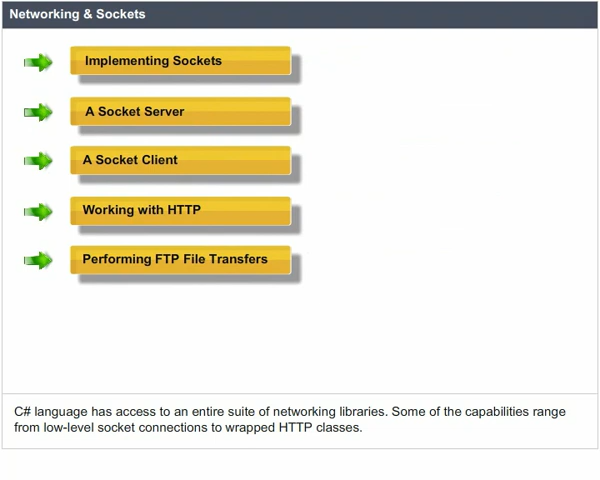 Networking & Sockets
Implementing Sockets
A Socket Server
A Socket Client
Working with HTTP
Performing FTP File Transfers
C# language has access to an entire suite of networking libraries. Some of the capabilities range
from low-level socket connections to wrapped HTTP classes.